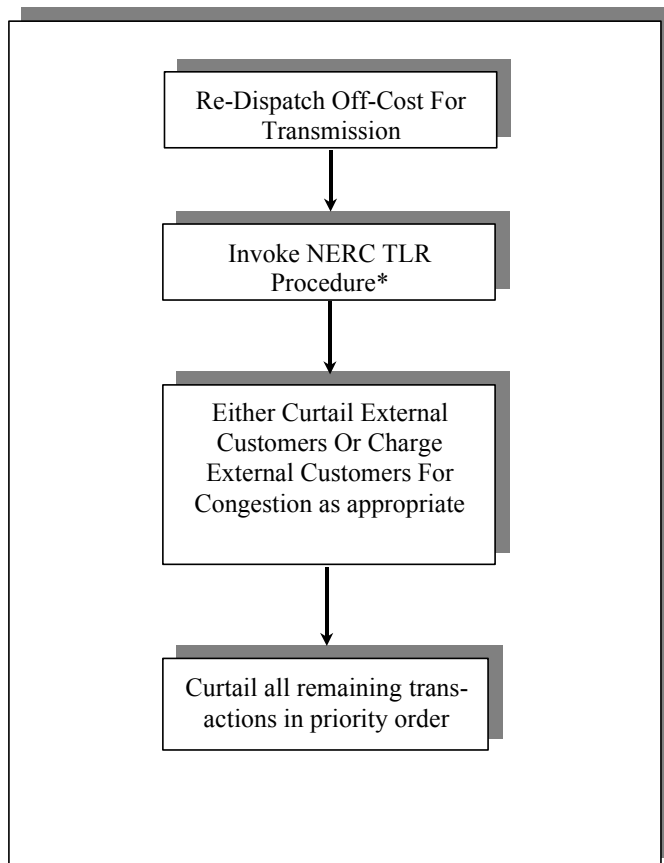 Re-Dispatch Off-Cost For
Transmission
Invoke NERC TLR
Procedure*
Either Curtail External
Customers Or Charge
External Customers For
Congestion as appropriate
Curtail all remaining trans-
actions in priority order